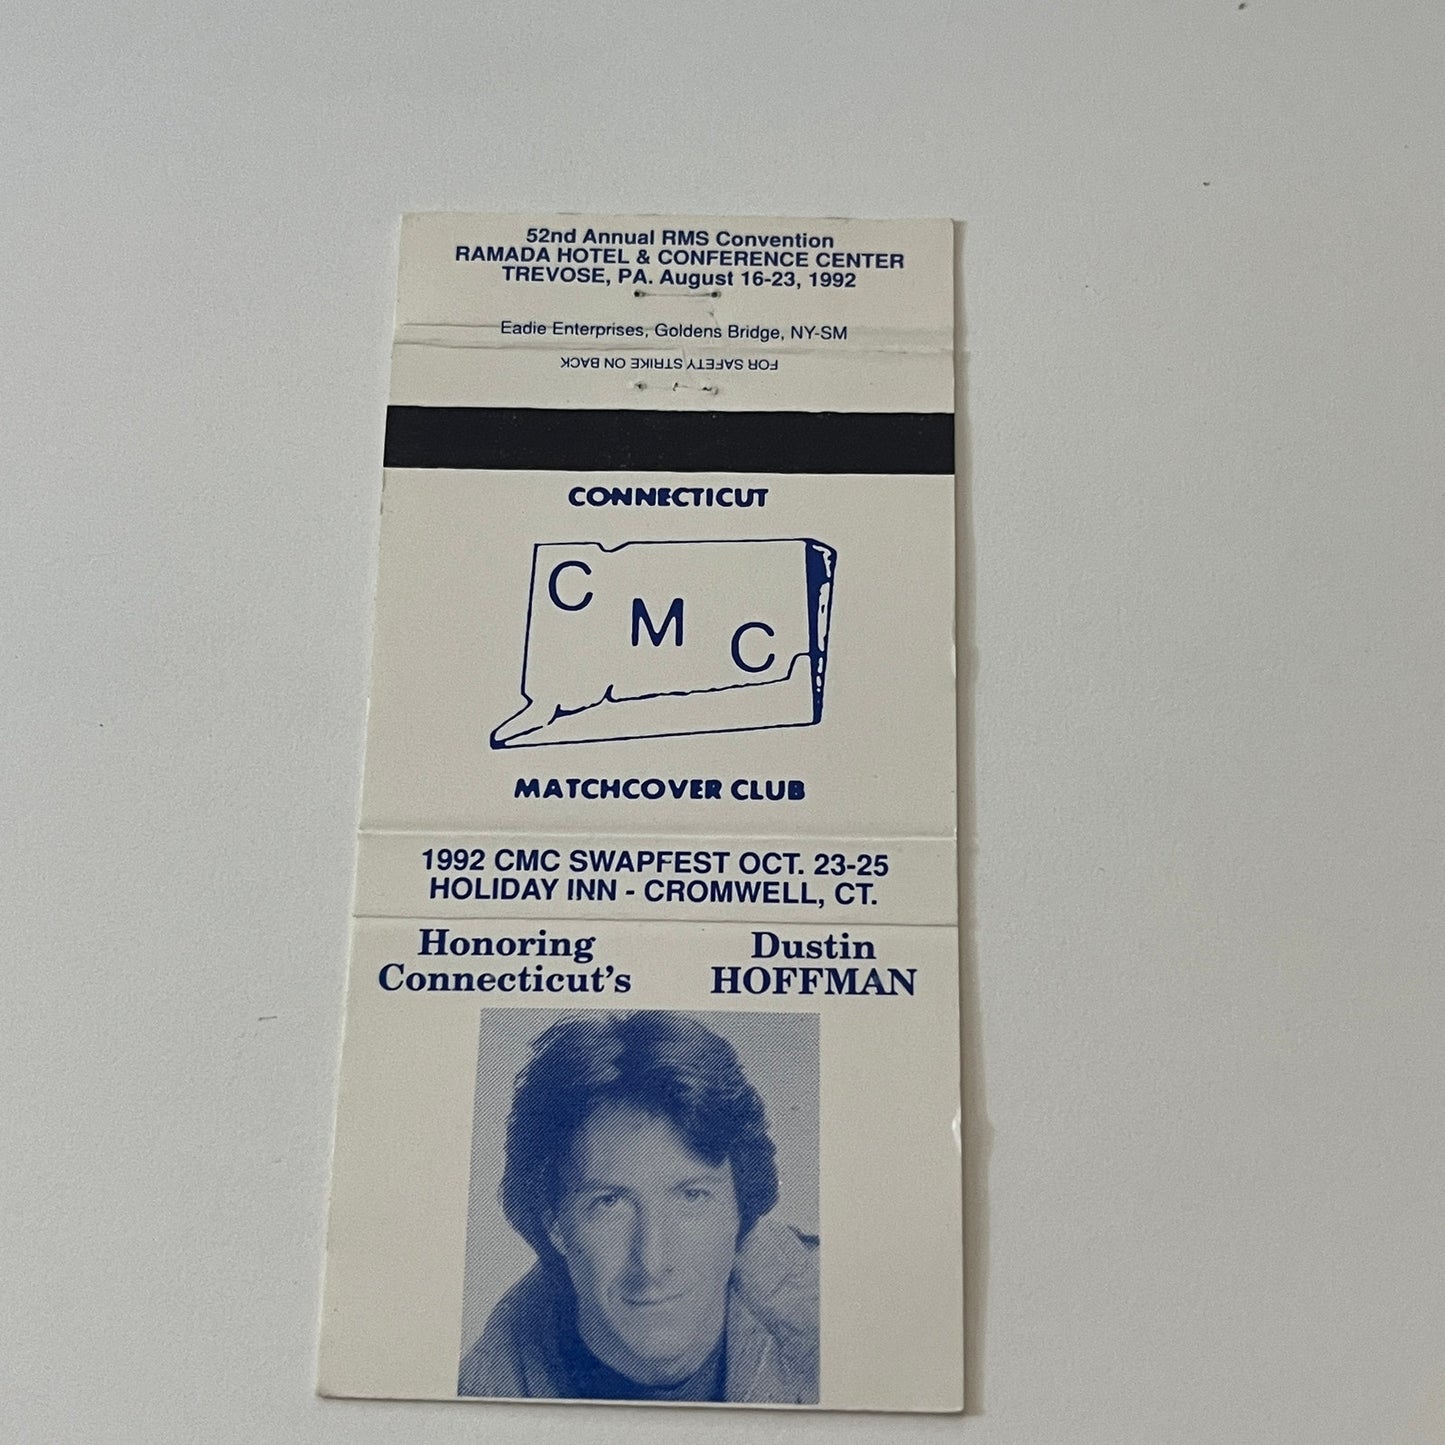 52nd Annual RMS Convention
RAMADA HOTEL & CONFERENCE CENTER
TREVOSE, PA. August 16-23, 1992
Eadie Enterprises, Goldens Bridge, NY-SM
FOR SAFETY STRIKE ON BACK
CONNECTICUT
C
M
C
MATCHCOVER CLUB
1992 CMC SWAPFEST OCT. 23-25
HOLIDAY INN - CROMWELL, CT.
Honoring Dustin
Connecticut's HOFFMAN